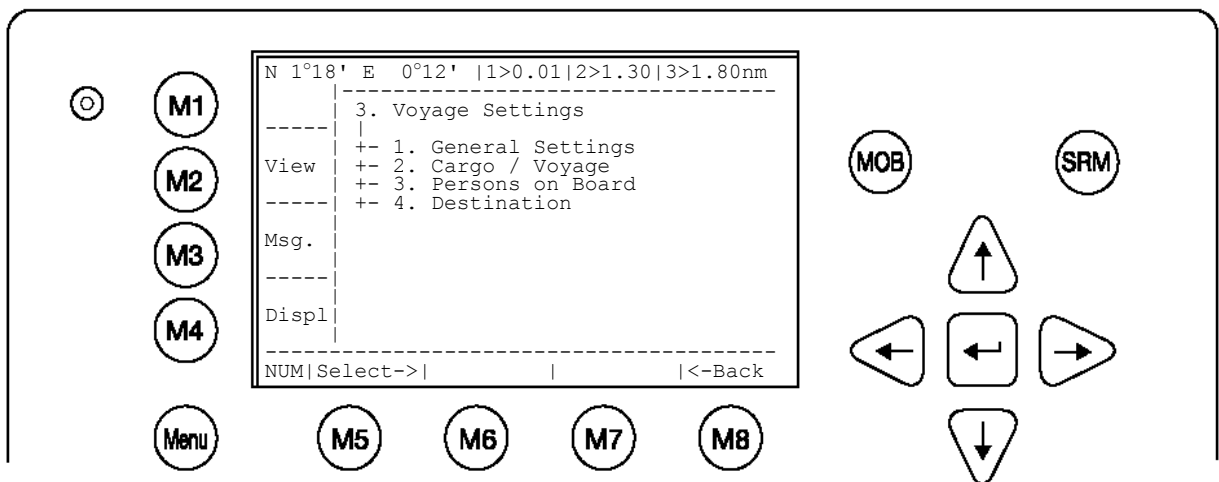 N 1°18' E 0°12' |1>0.01|2>1.30|3>1.80nm
M1
3. Voyage Settings
+- 1. General Settings
View
+- 2. Cargo / Voyage
MOB
SRM
M2
+- 3. Persons on Board
+- 4. Destination
Msg.
M3
Displ
M4
NUM|Select->| | |<-Back
Menu
M5
M6
M7
M8